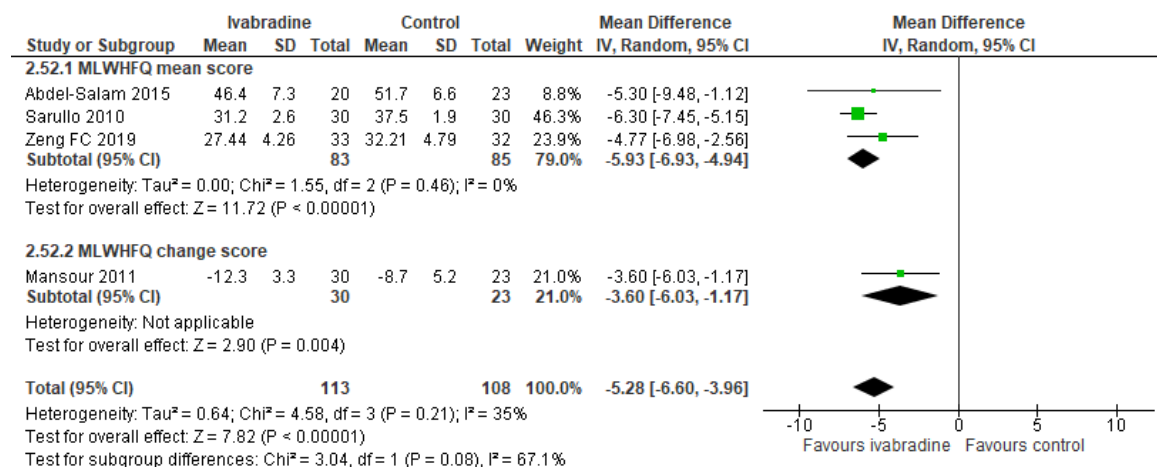 Ivabradine Control Mean Difference Mean Difference
Study or Subgroup Mean SD Total Mean SD Total Weight IV, Random, 95% CI IV, Random, 95% CI
2.52.1 MLWHFQ mean score
Abdel-Salam 2015 46.4 7.3 20 51.7 6.6 23 8.8% -5.30 [-9.48, -1.12]
Sarullo 2010 31.2 2.6 30 37.5 1.9 30 46.3% -6.30 [-7.45, -5.15]
Zeng FC 2019 27.44 4.26 33 32.21 4.79 32 23.9% -4.77 [-6.98, -2.56]
Subtotal (95% CI) 83 85 79.0% -5.93 [-6.93, -4.94]
Heterogeneity: Tau² = 0.00; Chi² = 1.55, df = 2 (P = 0.46); I² = 0%
Test for overall effect: Z = 11.72 (P < 0.00001)
2.52.2 MLWHFQ change score
Mansour 2011 -12.3 3.3 30 -8.7 5.2 23 21.0% -3.60 [-6.03, -1.17]
Subtotal (95% CI) 30 23 21.0% -3.60 [-6.03, -1.17]
Heterogeneity: Not applicable
Test for overall effect: Z = 2.90 (P = 0.004)
Total (95% CI) 113 108 100.0% -5.28 [-6.60, -3.96]
Heterogeneity: Tau² = 0.64; Chi² = 4.58, df = 3 (P = 0.21); I² = 35%
Test for overall effect: Z = 7.82 (P < 0.00001)
Test for subgroup differences: Chi² = 3.04, df = 1 (P = 0.08), I² = 67.1%
-10 -5 0 5 10
Favours ivabradine Favours control